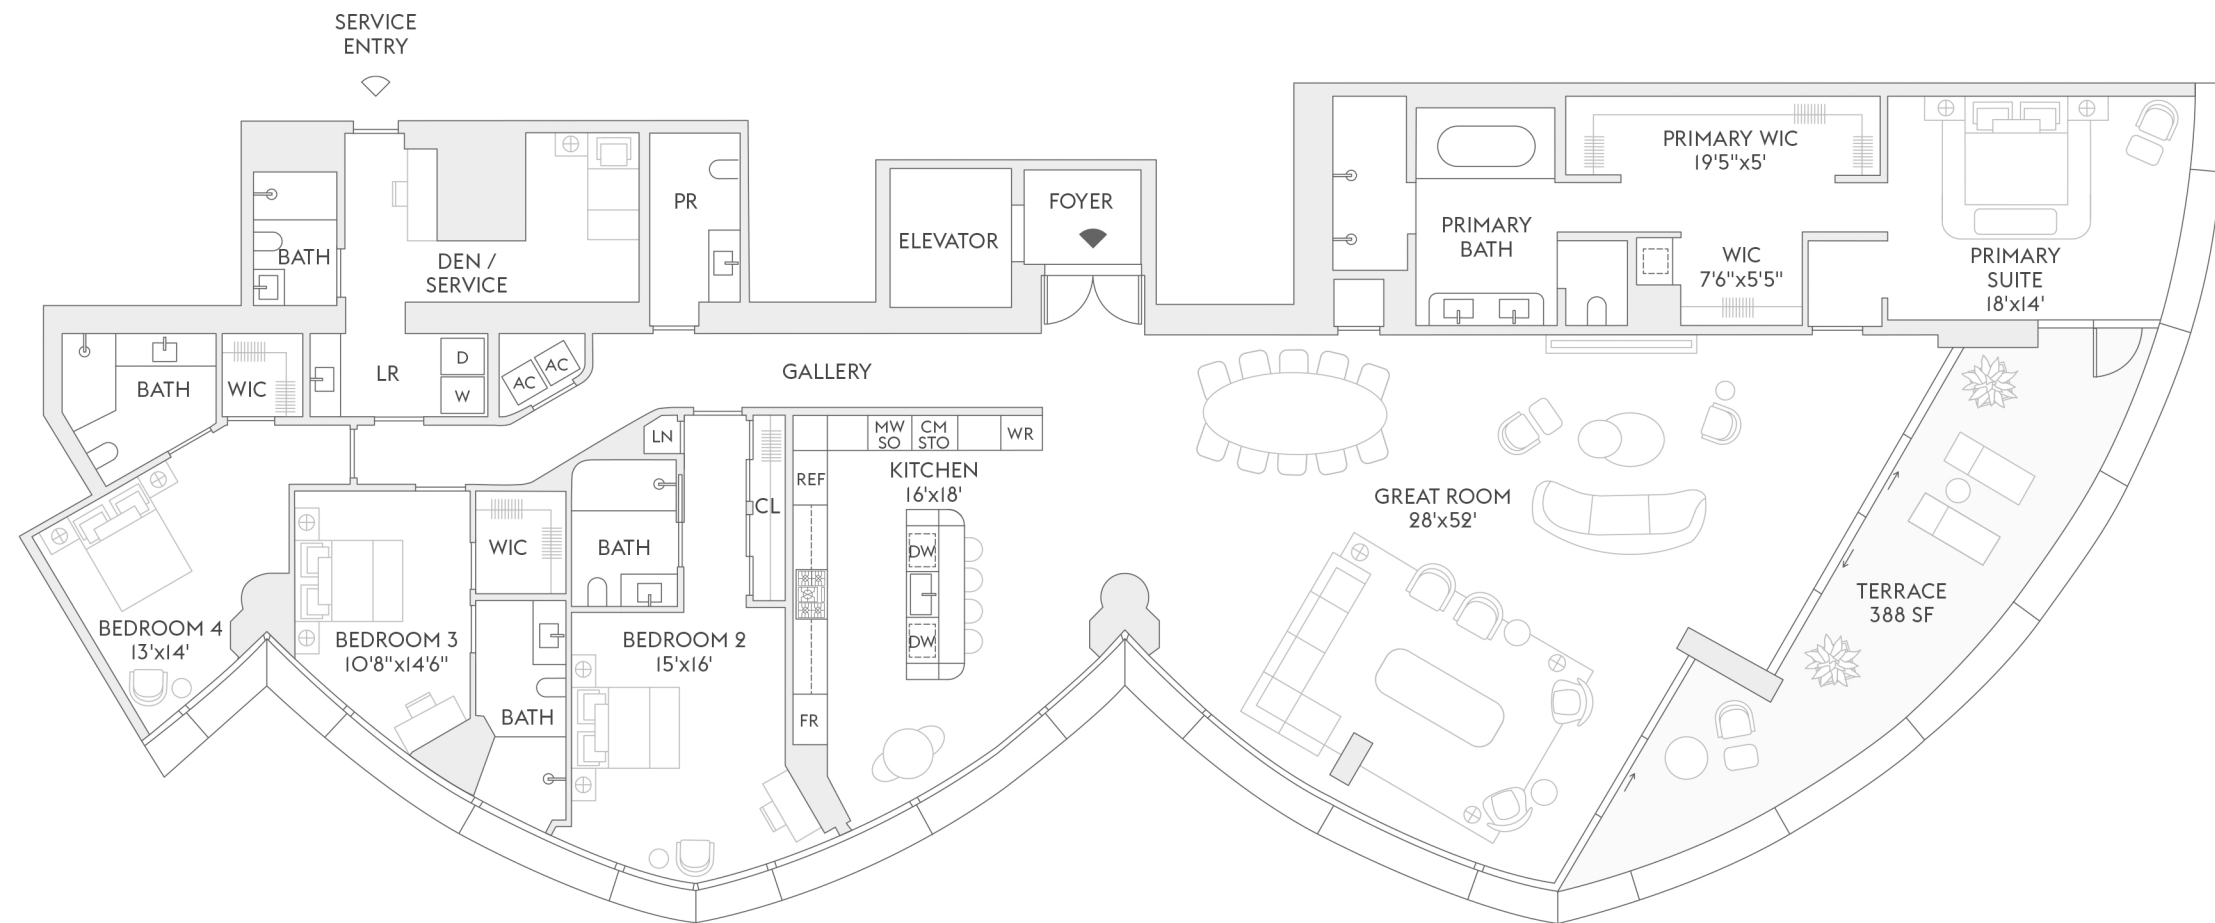 SERVICE
ENTRY
BATH
DEN /
SERVICE
PR
ELEVATOR
FOYER
PRIMARY
BATH
PRIMARY WIC
19'5"x5'
WIC
7'6"x5'5"
PRIMARY
SUITE
18'x14'
BATH
WIC
LR
D
W
AC
AC
GALLERY
LN
CL
MW
SO
CM
STO
WR
REF
KITCHEN
16'x18'
DW
DW
FR
GREAT ROOM
28'x52'
TERRACE
388 SF
BEDROOM 4
13'x14'
BEDROOM 3
10'8"x14'6"
WIC
BATH
BATH
BEDROOM 2
15'x16'